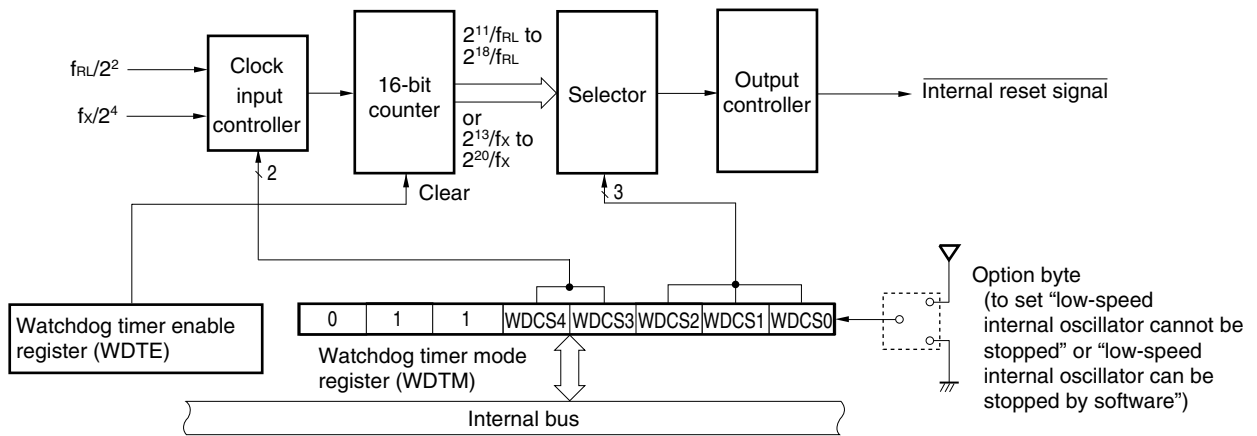 2¹¹/fRL to
2¹⁸/fRL
fRL/2²
Clock
input
controller
16-bit
counter
Selector
Output
controller
Internal reset signal
fX/2⁴
or
2¹³/fX to
2²⁰/fX
2
Clear
3
Option byte
(to set “low-speed
internal oscillator cannot be
stopped” or “low-speed
internal oscillator can be
stopped by software”)
0 1 1 WDCS4 WDCS3 WDCS2 WDCS1 WDCS0
Watchdog timer enable
register (WDTE)
Watchdog timer mode
register (WDTM)
Internal bus